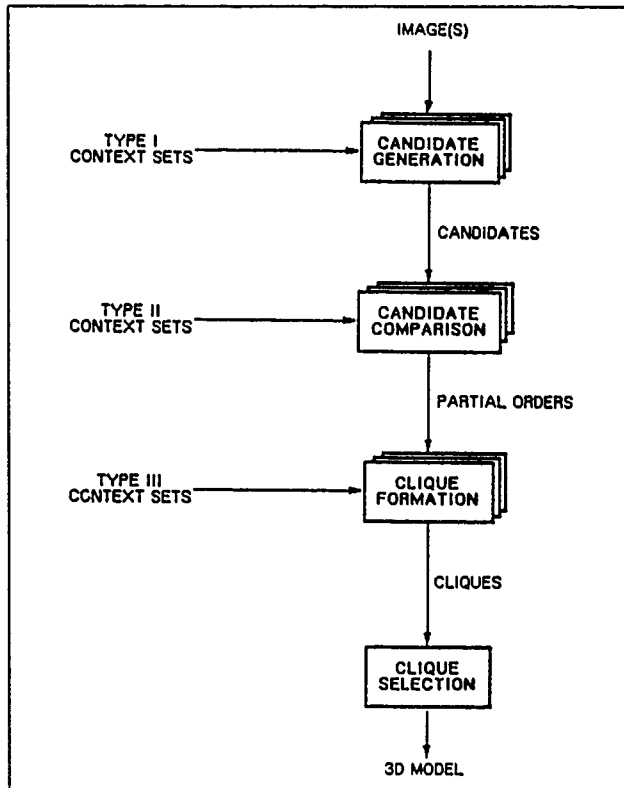 IMAGE(S)
TYPE I
CONTEXT SETS
CANDIDATE
GENERATION
CANDIDATES
TYPE II
CONTEXT SETS
CANDIDATE
COMPARISON
PARTIAL ORDERS
TYPE III
CONTEXT SETS
CLIQUE
FORMATION
CLIQUES
CLIQUE
SELECTION
3D MODEL